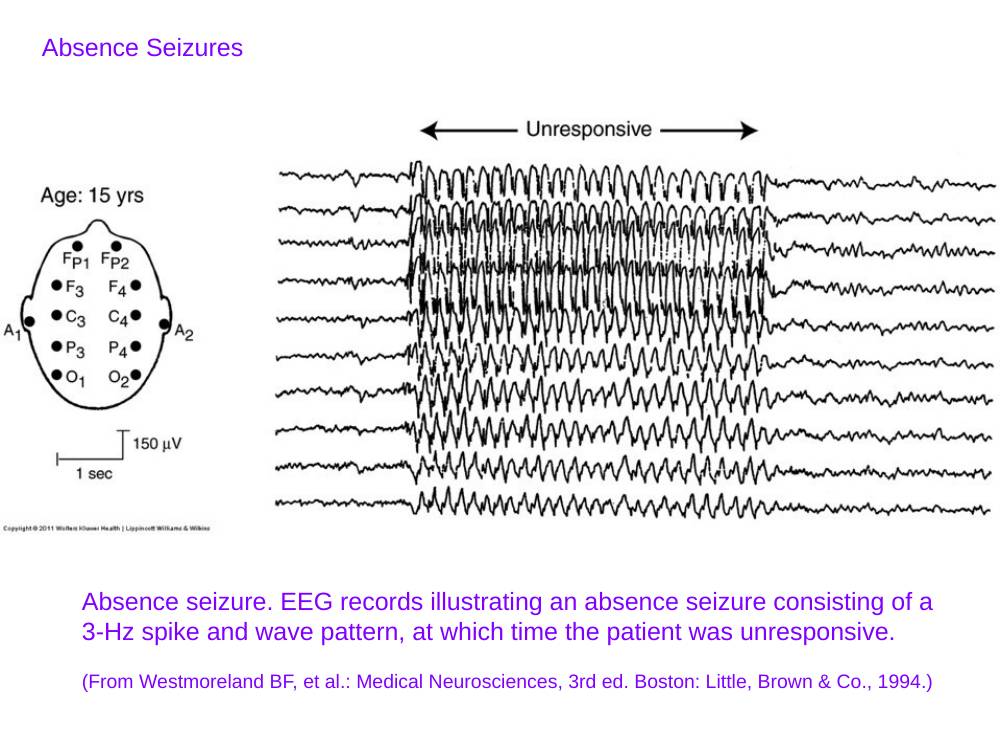 Absence Seizures
Unresponsive
Age: 15 yrs
FP1 FP2
F3 F4
C3 C4
A1 A2
P3 P4
O1 O2
150 µV
1 sec
Copyright © 2011 Wolters Kluwer Health | Lippincott Williams & Wilkins
Absence seizure. EEG records illustrating an absence seizure consisting of a
3-Hz spike and wave pattern, at which time the patient was unresponsive.
(From Westmoreland BF, et al.: Medical Neurosciences, 3rd ed. Boston: Little, Brown & Co., 1994.)